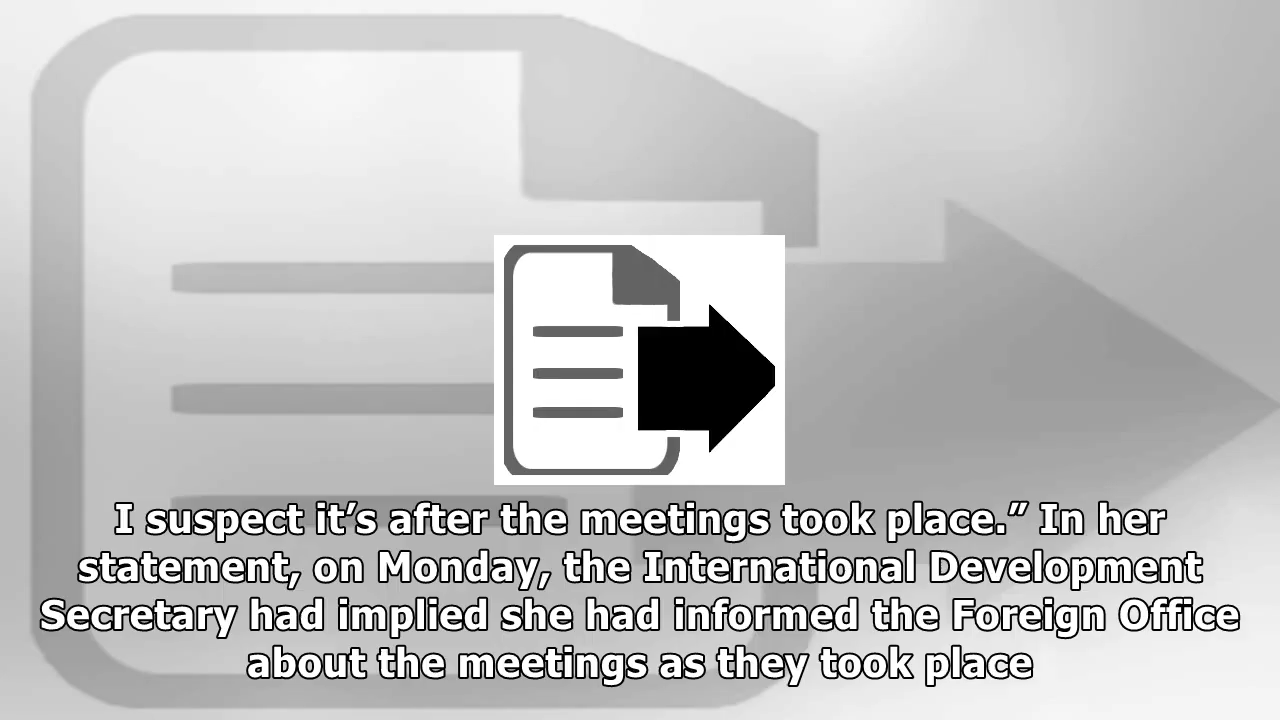 I suspect it’s after the meetings took place.” In her
statement, on Monday, the International Development
Secretary had implied she had informed the Foreign Office
about the meetings as they took place